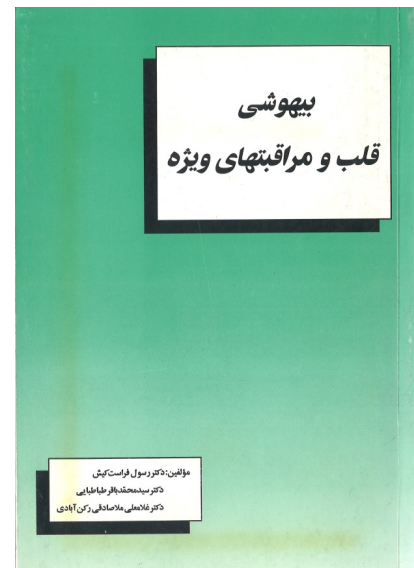 بیهوشی
قلب و مراقبتهای ویژه
مؤلفین: دکتر رسول فراست‌کیش
دکتر سیدمحمدباقر طباطبایی
دکتر غلامعلی ملاصادقی رکن‌آبادی